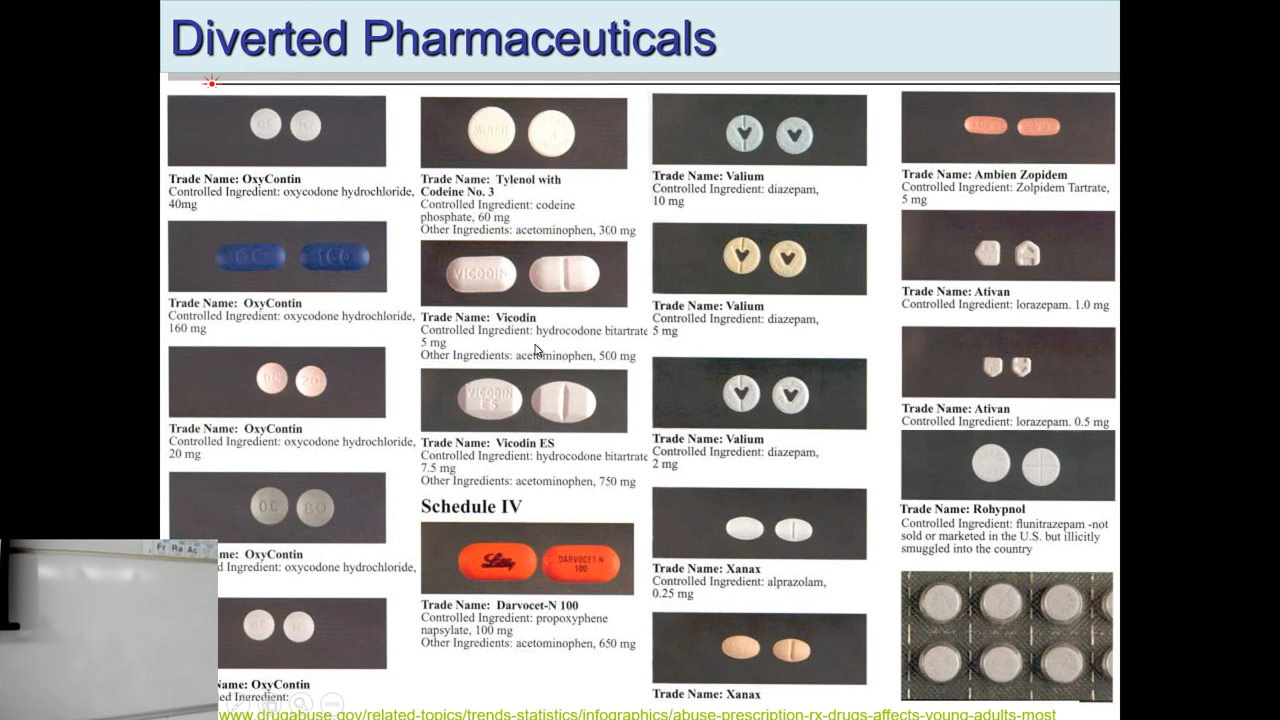 Diverted Pharmaceuticals
Trade Name: OxyContin
Controlled Ingredient: oxycodone hydrochloride,
40mg
OC
160
Trade Name: OxyContin
Controlled Ingredient: oxycodone hydrochloride,
160 mg
OC
20
Trade Name: OxyContin
Controlled Ingredient: oxycodone hydrochloride,
20 mg
OC
80
me: OxyContin
d Ingredient: oxycodone hydrochloride,
Name: OxyContin
ed Ingredient:
Trade Name: Tylenol with
Codeine No. 3
Controlled Ingredient: codeine
phosphate, 60 mg
Other Ingredients: acetominophen, 300 mg
VICODIN
Trade Name: Vicodin
Controlled Ingredient: hydrocodone bitartrate
5 mg
Other Ingredients: acetominophen, 500 mg
VICODIN
ES
Trade Name: Vicodin ES
Controlled Ingredient: hydrocodone bitartrate
7.5 mg
Other Ingredients: acetominophen, 750 mg
Schedule IV
Lilly
DARVOCET-N
100
Trade Name: Darvocet-N 100
Controlled Ingredient: propoxyphene
napsylate, 100 mg
Other Ingredients: acetominophen, 650 mg
Trade Name: Valium
Controlled Ingredient: diazepam,
10 mg
Trade Name: Valium
Controlled Ingredient: diazepam,
5 mg
Trade Name: Valium
Controlled Ingredient: diazepam,
2 mg
Trade Name: Xanax
Controlled Ingredient: alprazolam,
0.25 mg
Trade Name: Xanax
Trade Name: Ambien Zopidem
Controlled Ingredient: Zolpidem Tartrate,
5 mg
Trade Name: Ativan
Controlled Ingredient: lorazepam. 1.0 mg
Trade Name: Ativan
Controlled Ingredient: lorazepam. 0.5 mg
Trade Name: Rohypnol
Controlled Ingredient: flunitrazepam -not
sold or marketed in the U.S. but illicitly
smuggled into the country
Fr Ra Ac
www.drugabuse.gov/related-topics/trends-statistics/infographics/abuse-prescription-rx-drugs-affects-young-adults-most